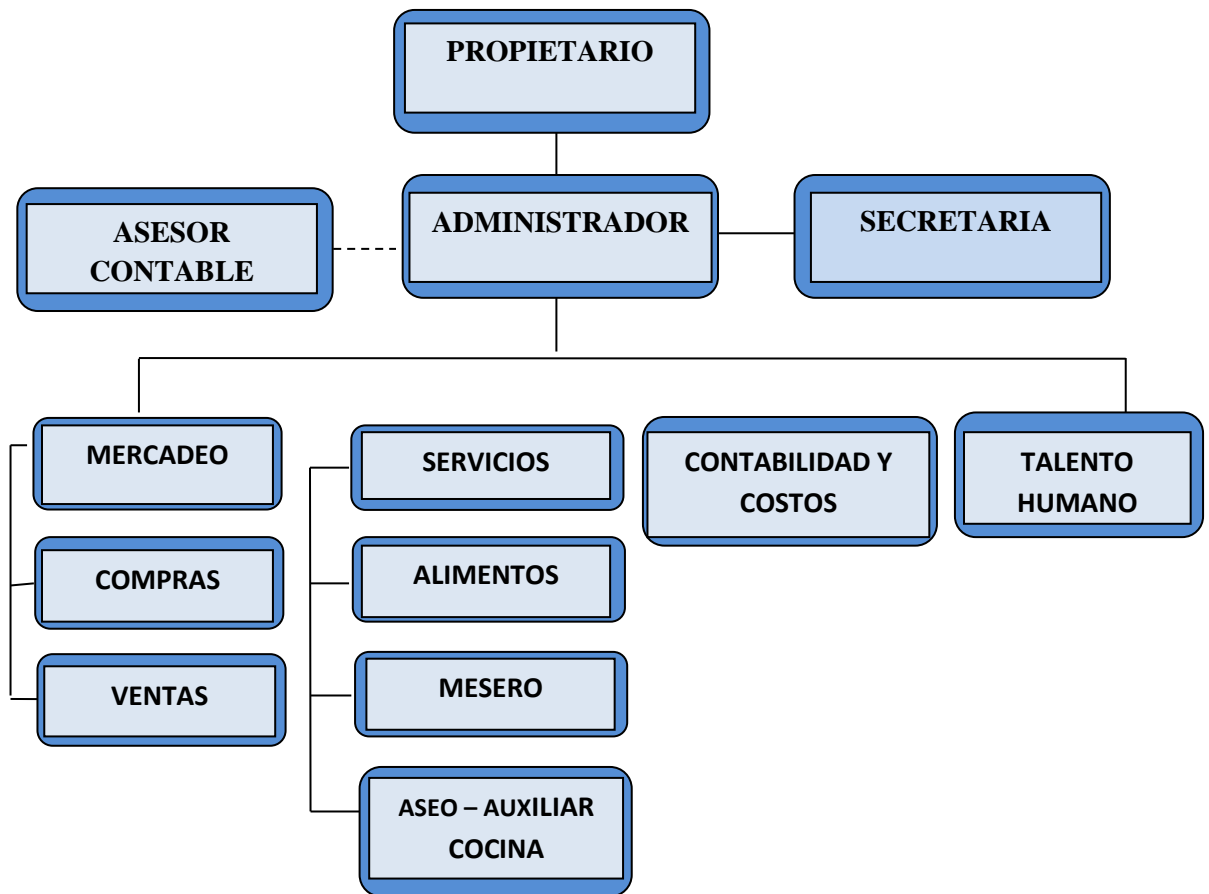 PROPIETARIO
ASESOR
CONTABLE
ADMINISTRADOR
SECRETARIA
MERCADEO
COMPRAS
VENTAS
SERVICIOS
ALIMENTOS
MESERO
ASEO – AUXILIAR
COCINA
CONTABILIDAD Y
COSTOS
TALENTO
HUMANO